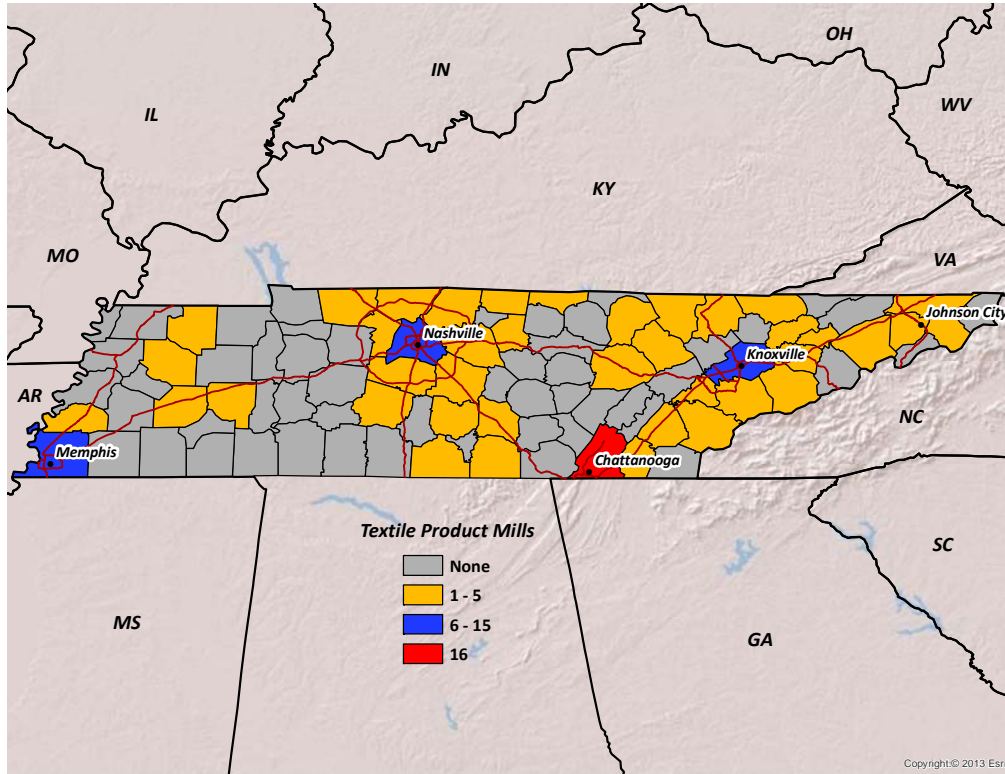 OH
IN
WV
IL
KY
MO
VA
Johnson City
Nashville
Knoxville
AR
NC
Memphis
Chattanooga
Textile Product Mills
None
1 - 5
6 - 15
16
SC
MS
GA
Copyright:© 2013 Esr